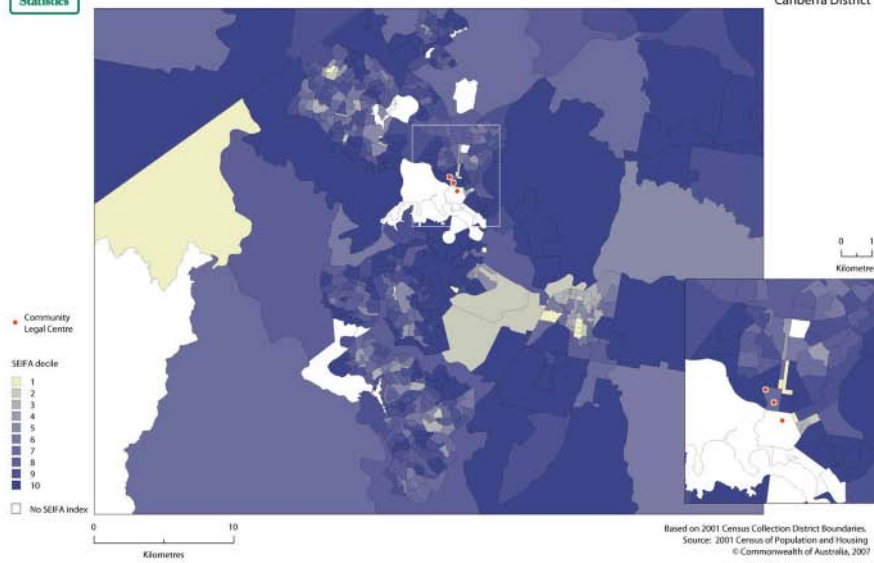 Statistics
Canberra District
0 1
Kilometres
Community
Legal Centre
SEIFA decile
1
2
3
4
5
6
7
8
9
10
No SEIFA index
0 10
Kilometres
Based on 2001 Census Collection District Boundaries.
Source: 2001 Census of Population and Housing
© Commonwealth of Australia, 2007